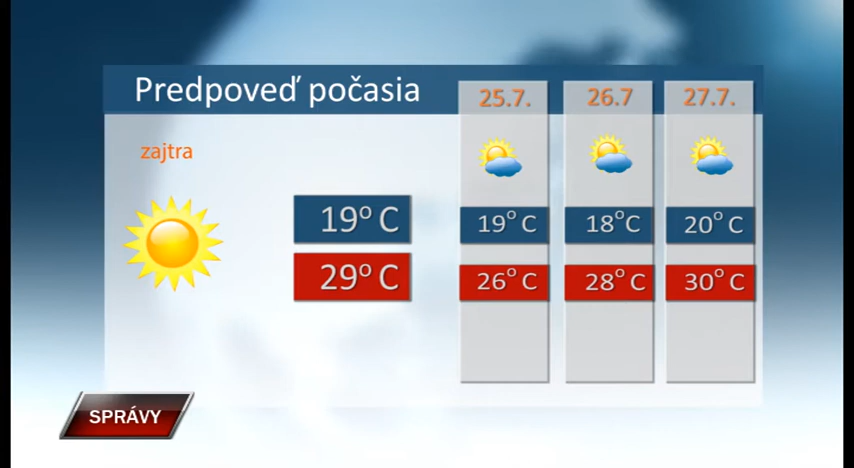 Predpoveď počasia
25.7. 26.7 27.7.
zajtra
19° C 19° C 18°C 20° C
29° C 26° C 28° C 30° C
SPRÁVY